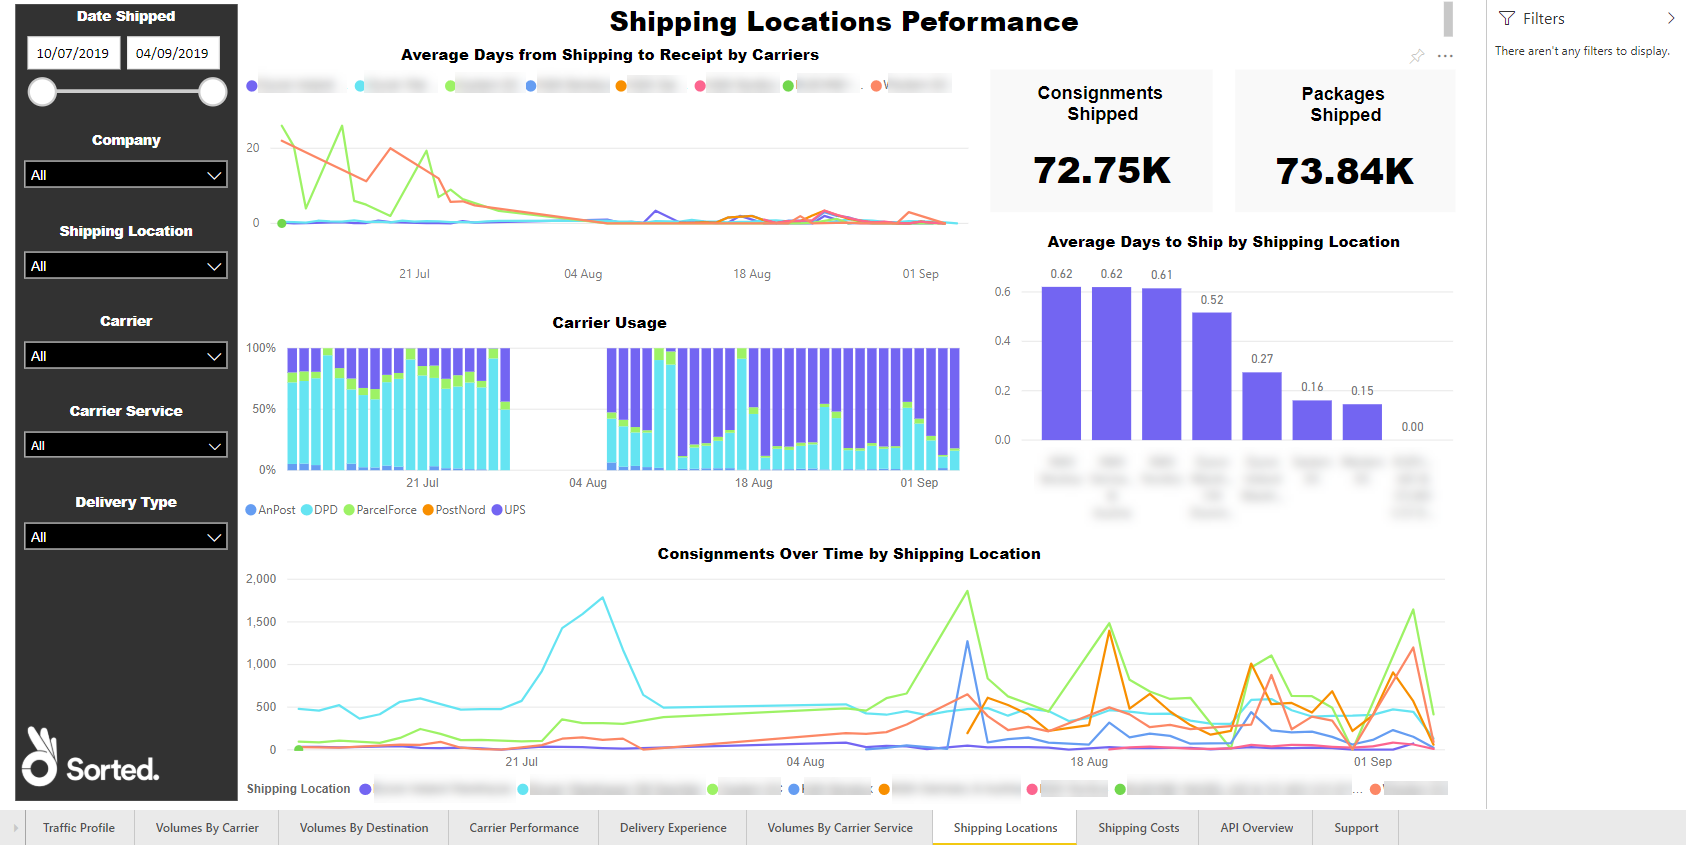 Date Shipped
10/07/2019
04/09/2019
Company
All
Shipping Location
All
Carrier
All
Carrier Service
All
Delivery Type
All
Sorted.
Shipping Locations Peformance
Average Days from Shipping to Receipt by Carriers
20
0
21 Jul
04 Aug
18 Aug
01 Sep
Consignments
Shipped
72.75K
Packages
Shipped
73.84K
Average Days to Ship by Shipping Location
0.6
0.4
0.2
0.0
0.62
0.62
0.61
0.52
0.27
0.16
0.15
0.00
Carrier Usage
100%
50%
0%
21 Jul
04 Aug
18 Aug
01 Sep
AnPost
DPD
ParcelForce
PostNord
UPS
Consignments Over Time by Shipping Location
2,000
1,500
1,000
500
0
21 Jul
04 Aug
18 Aug
01 Sep
Shipping Location
Filters
There aren't any filters to display.
Traffic Profile
Volumes By Carrier
Volumes By Destination
Carrier Performance
Delivery Experience
Volumes By Carrier Service
Shipping Locations
Shipping Costs
API Overview
Support